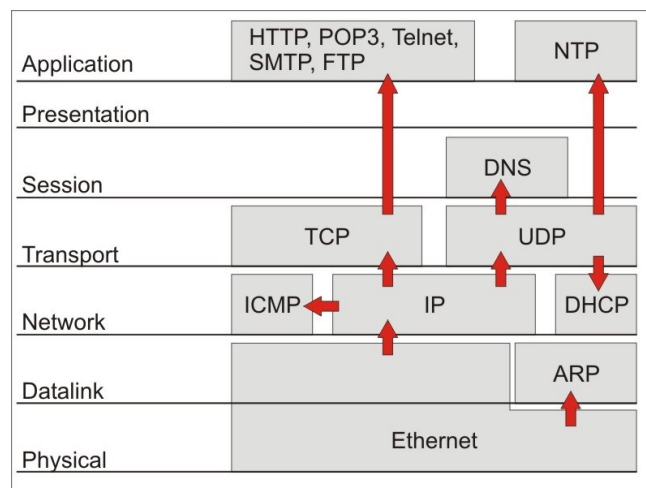 HTTP, POP3, Telnet,
SMTP, FTP
NTP
Application
Presentation
DNS
Session
TCP
UDP
Transport
ICMP
IP
DHCP
Network
ARP
Datalink
Ethernet
Physical